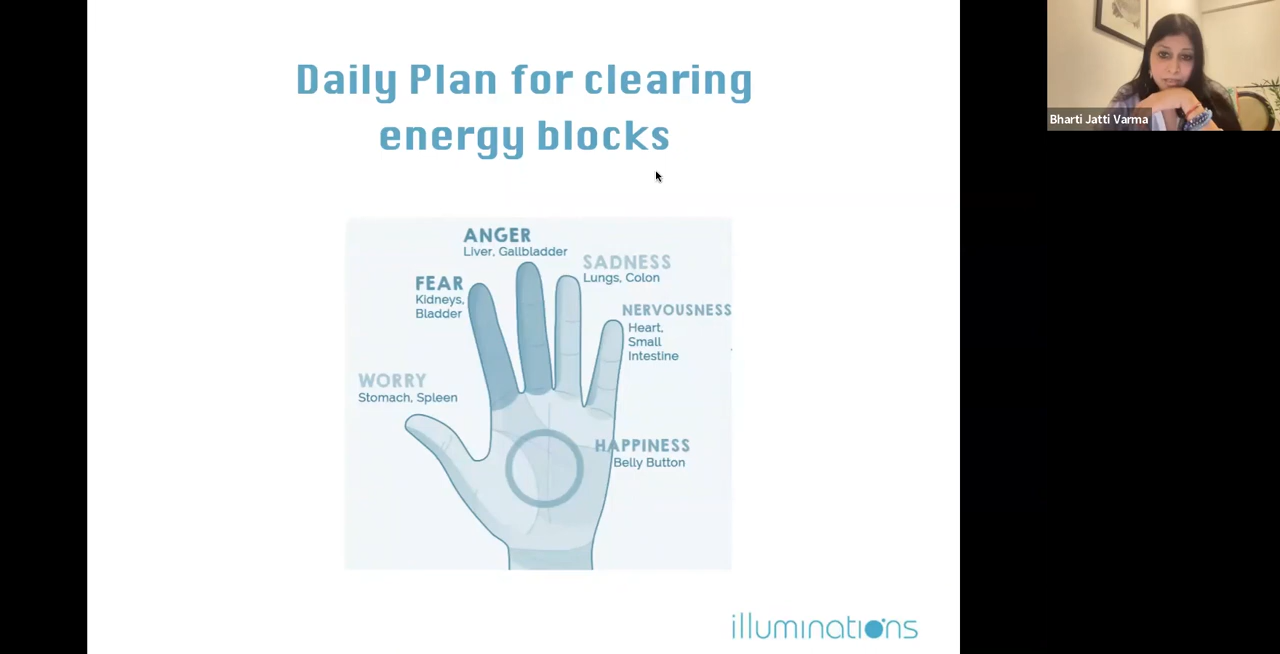 Daily Plan for clearing
energy blocks
ANGER
Liver, Gallbladder
SADNESS
Lungs, Colon
FEAR
Kidneys,
Bladder
NERVOUSNESS
Heart,
Small
Intestine
WORRY
Stomach, Spleen
HAPPINESS
Belly Button
illuminations
Bharti Jatti Varma